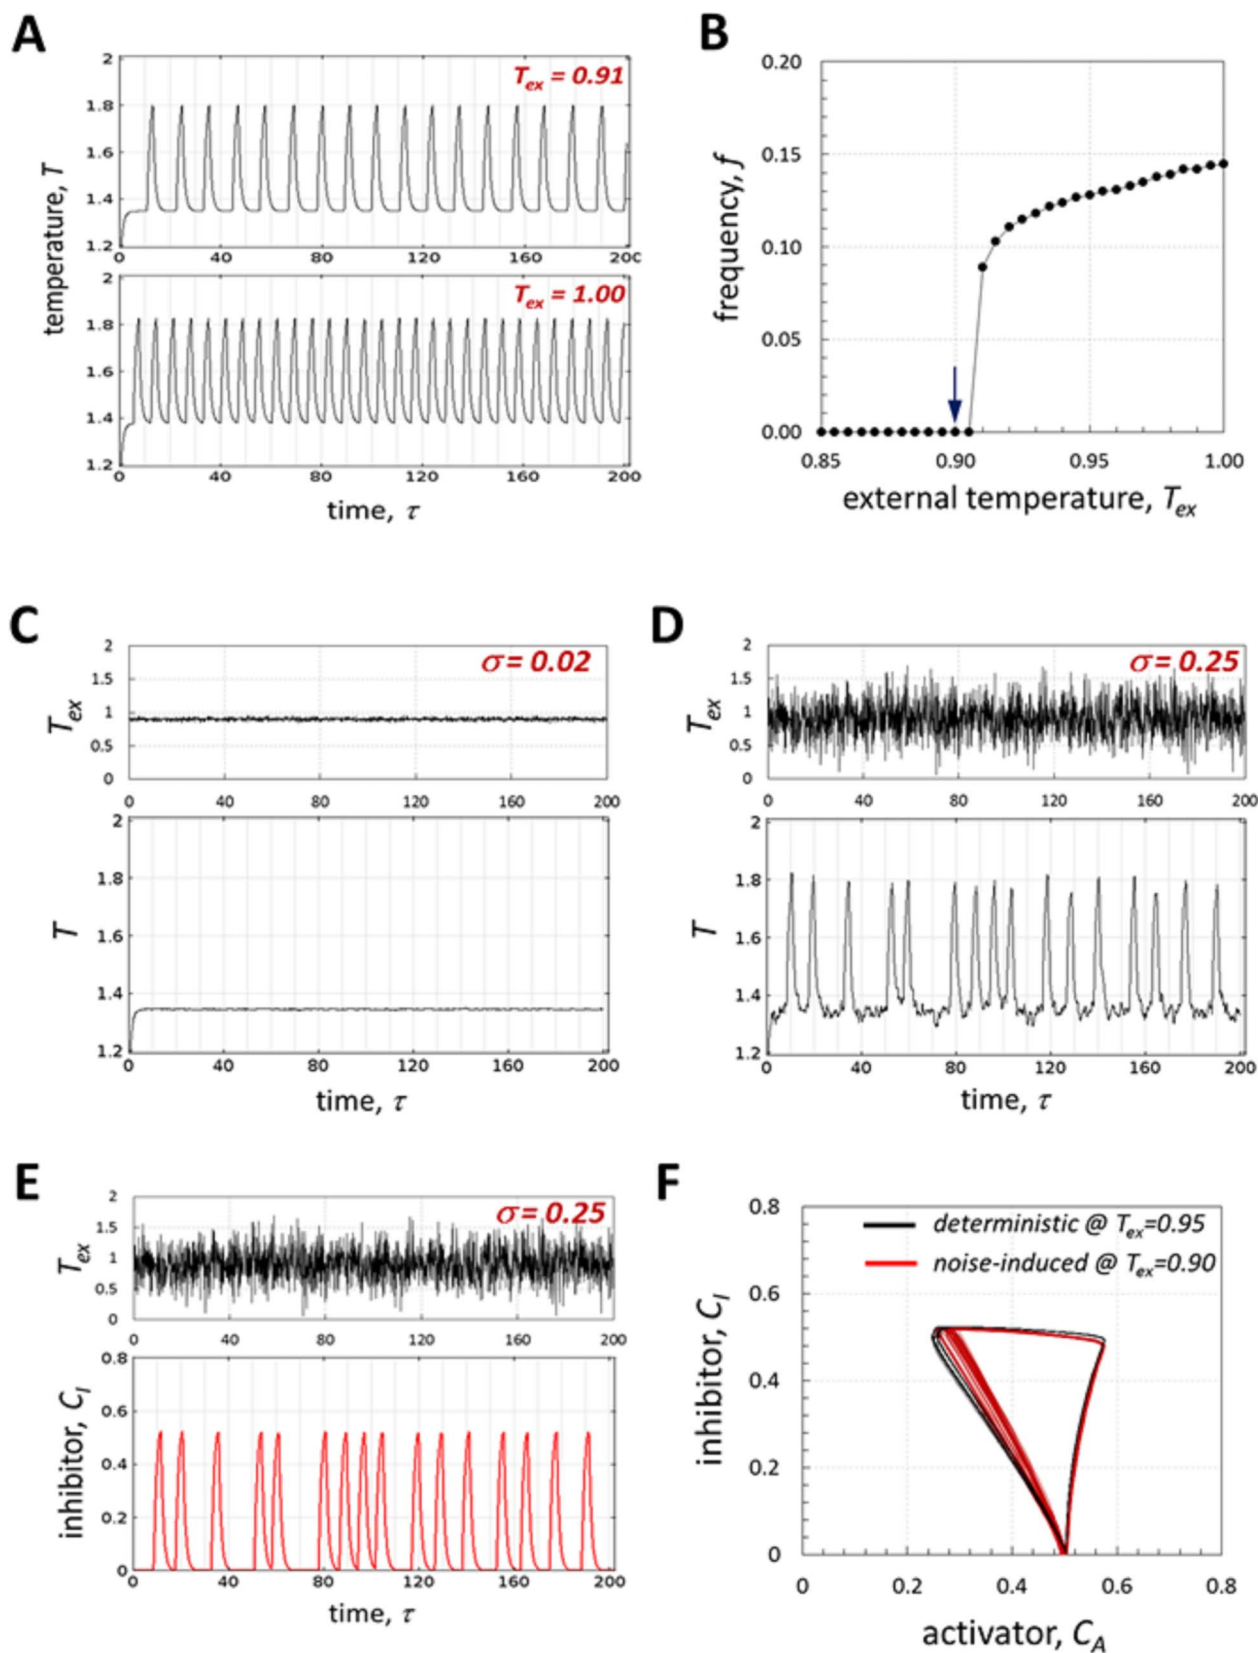 A
2
1.8
1.6
1.4
1.2
T_ex = 0.91
0 40 80 120 160 200
2
1.8
1.6
1.4
1.2
T_ex = 1.00
0 40 80 120 160 200
temperature, T
time, τ
B
0.20
0.15
0.10
0.05
0.00
0.85 0.90 0.95 1.00
frequency, f
external temperature, T_ex
C
σ = 0.02
T_ex
2
1.5
1
0.5
0
0 40 80 120 160 200
T
2
1.8
1.6
1.4
1.2
0 40 80 120 160 200
time, τ
D
σ = 0.25
T_ex
2
1.5
1
0.5
0
0 40 80 120 160 200
T
2
1.8
1.6
1.4
1.2
0 40 80 120 160 200
time, τ
E
σ = 0.25
T_ex
2
1.5
1
0.5
0
0 40 80 120 160 200
inhibitor, C_I
0.8
0.6
0.4
0.2
0
0 40 80 120 160 200
time, τ
F
deterministic @ T_ex=0.95
noise-induced @ T_ex=0.90
inhibitor, C_I
0.8
0.6
0.4
0.2
0
0 0.2 0.4 0.6 0.8
activator, C_A